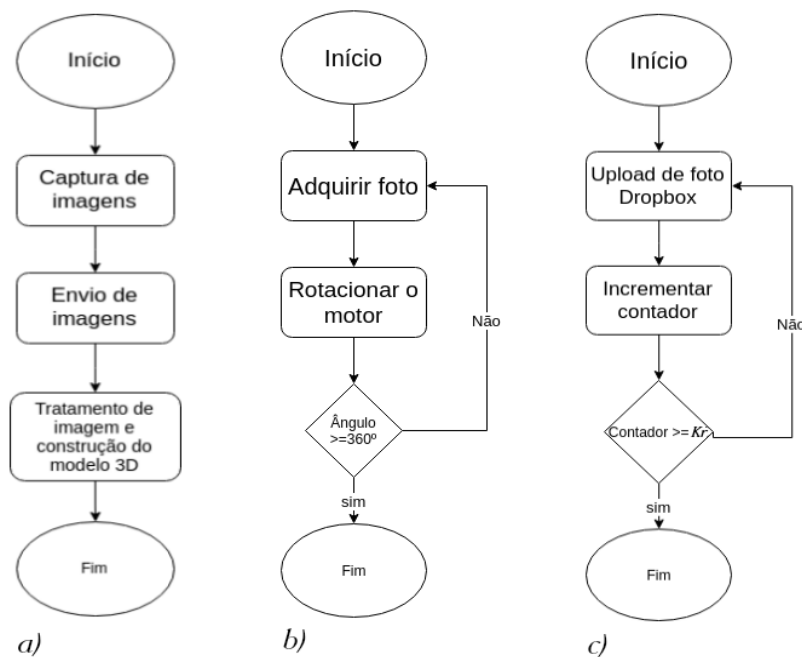 Início
Captura de
imagens
Envio de
imagens
Tratamento de
imagem e
construção do
modelo 3D
Fim
a)
Início
Adquirir foto
Rotacionar o
motor
Não
Ângulo
>=360º
sim
Fim
b)
Início
Upload de foto
Dropbox
Incrementar
contador
Não
Contador >= Kr
sim
Fim
c)